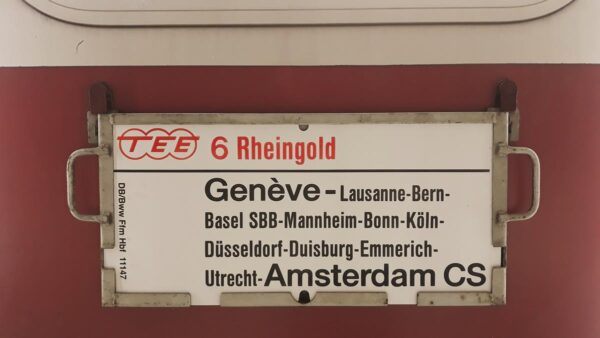 TEE 6 Rheingold
Genève-Lausanne-Bern-
Basel SBB-Mannheim-Bonn-Köln-
Düsseldorf-Duisburg-Emmerich-
Utrecht-Amsterdam CS
DB/Bww Ffm Hbf 11147